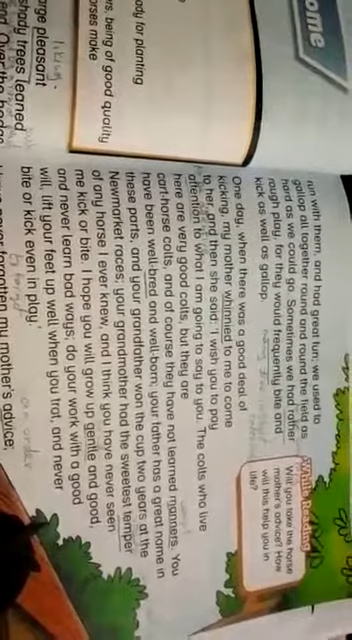 ome
ody for planting
ers, being of good quality
orses make
liking.
arge pleasant
shady trees leaned
run with them, and had great fun; we used to
gallop all together round and round the field as
hard as we could go. Sometimes we had rather
rough play, for they would frequently bite and
kick as well as gallop.
One day, when there was a good deal of
kicking, my mother whinnied to me to come
to her, and then she said: 'I wish you to pay
attention to what I am going to say to you. The colts who live
here are very good colts, but they are
cart-horse colts, and of course they have not learned manners. You
have been well-bred and well-born; your father has a great name in
these parts, and your grandfather won the cup two years at the
Newmarket races; your grandmother had the sweetest temper
of any horse I ever knew, and I think you have never seen
me kick or bite. I hope you will grow up gentle and good,
and never learn bad ways; do your work with a good
will, lift your feet up well when you trot, and never
bite or kick even in play.'
forgotten my mother's advice;
While Reading
Will you take the horse
mother's advice? How
will this help you in
life?